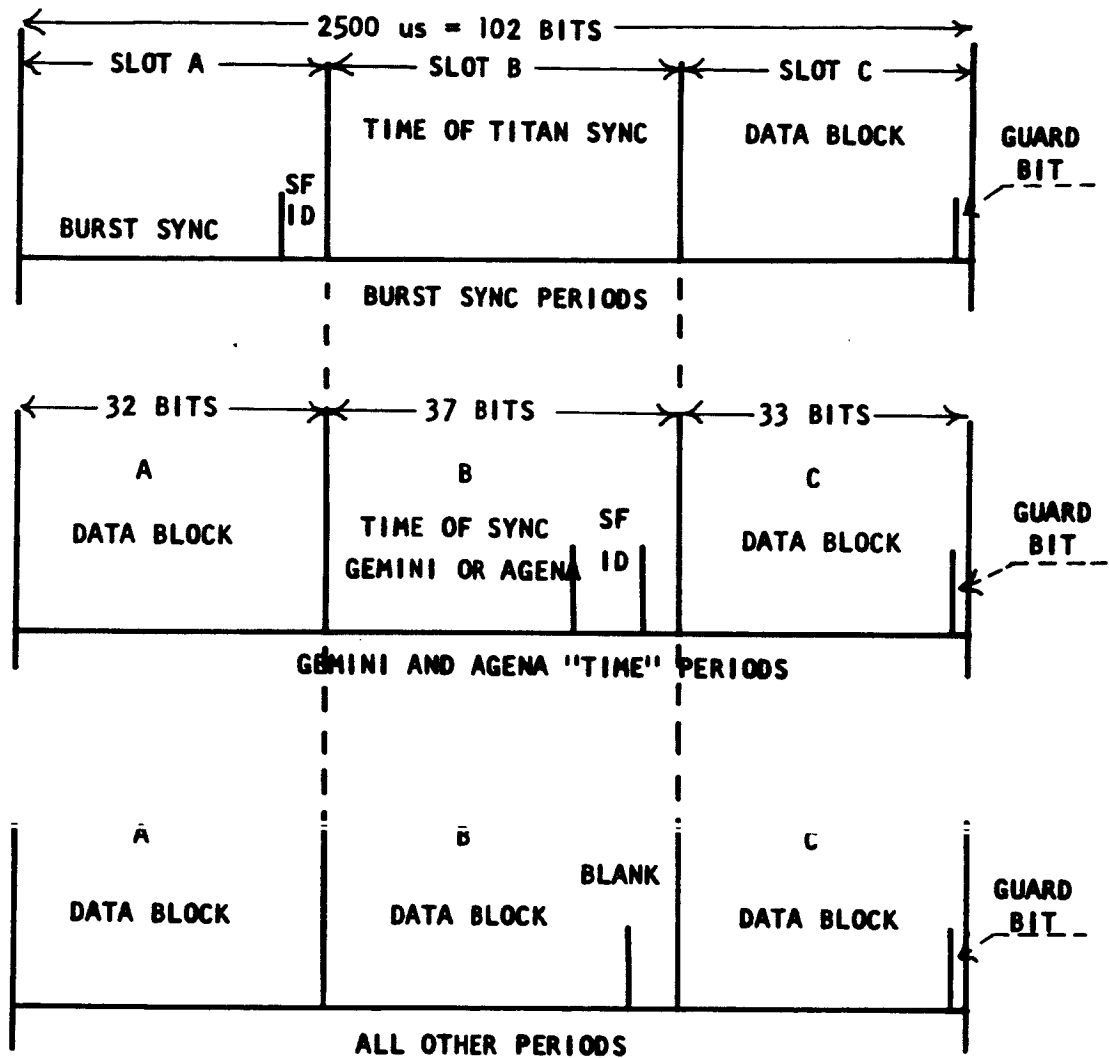 2500 us = 102 BITS
SLOT A
SLOT B
SLOT C
TIME OF TITAN SYNC
DATA BLOCK
GUARD
BIT
SF
ID
BURST SYNC
BURST SYNC PERIODS
32 BITS
37 BITS
33 BITS
A
B
C
DATA BLOCK
TIME OF SYNC
GEMINI OR AGENA
SF
ID
DATA BLOCK
GUARD
BIT
GEMINI AND AGENA "TIME" PERIODS
A
B
C
BLANK
DATA BLOCK
DATA BLOCK
DATA BLOCK
GUARD
BIT
ALL OTHER PERIODS